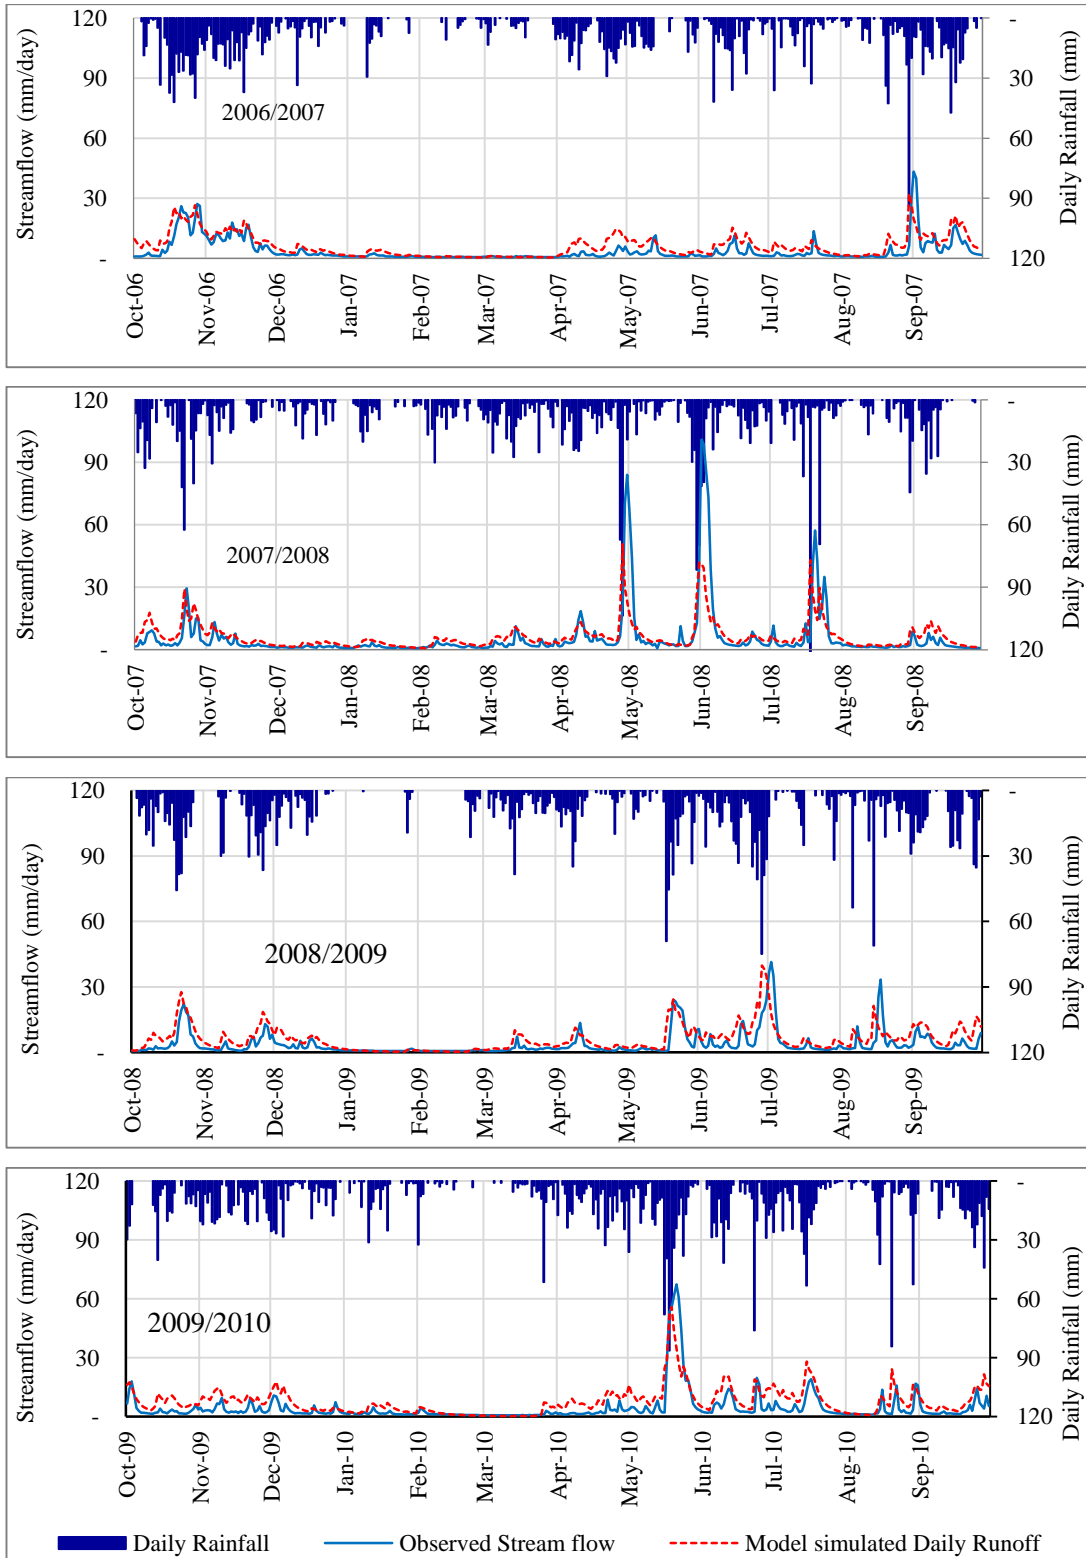 120
90
60
30
-
Streamflow (mm/day)
-
30
60
90
120
Daily Rainfall (mm)
2006/2007
Oct-06
Nov-06
Dec-06
Jan-07
Feb-07
Mar-07
Apr-07
May-07
Jun-07
Jul-07
Aug-07
Sep-07
120
90
60
30
-
Streamflow (mm/day)
-
30
60
90
120
Daily Rainfall (mm)
2007/2008
Oct-07
Nov-07
Dec-07
Jan-08
Feb-08
Mar-08
Apr-08
May-08
Jun-08
Jul-08
Aug-08
Sep-08
120
90
60
30
-
Streamflow (mm/day)
-
30
60
90
120
Daily Rainfall (mm)
2008/2009
Oct-08
Nov-08
Dec-08
Jan-09
Feb-09
Mar-09
Apr-09
May-09
Jun-09
Jul-09
Aug-09
Sep-09
120
90
60
30
-
Streamflow (mm/day)
-
30
60
90
120
Daily Rainfall (mm)
2009/2010
Oct-09
Nov-09
Dec-09
Jan-10
Feb-10
Mar-10
Apr-10
May-10
Jun-10
Jul-10
Aug-10
Sep-10
Daily Rainfall
Observed Stream flow
Model simulated Daily Runoff